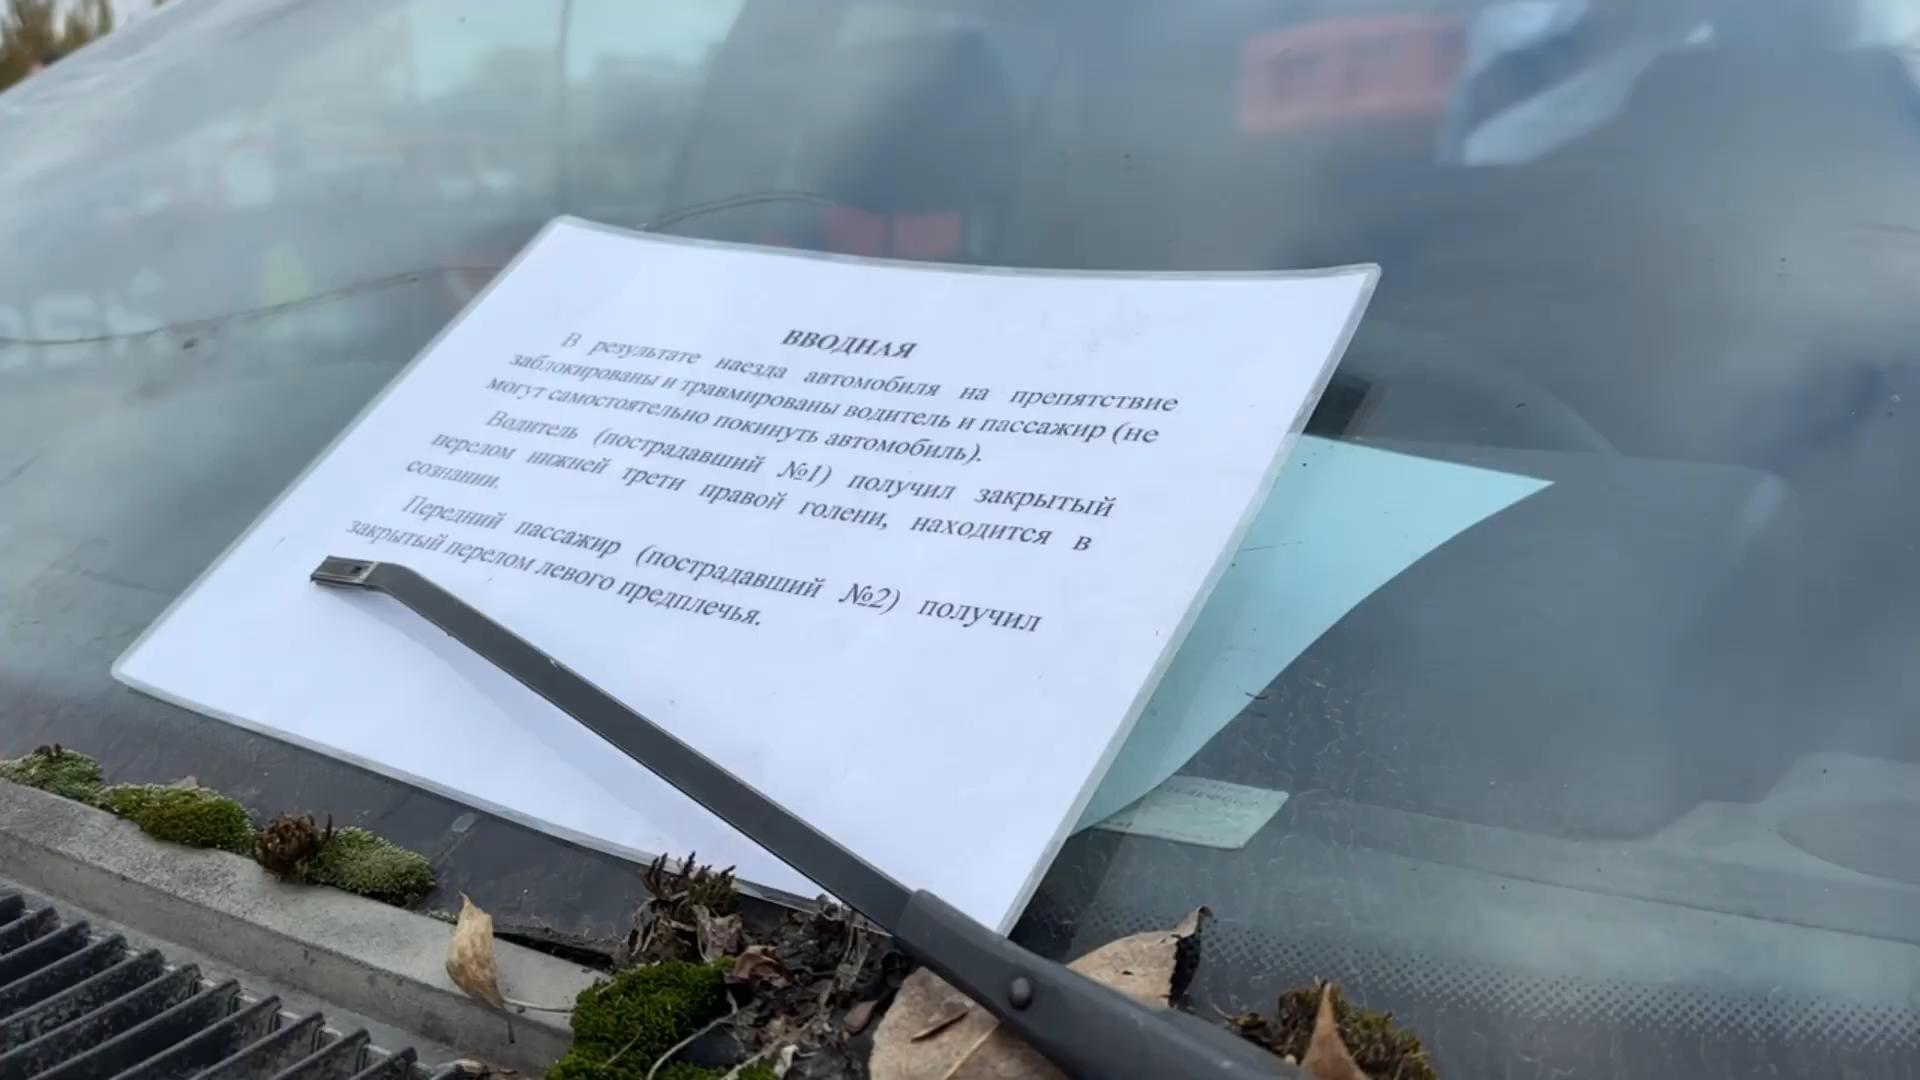 ВВОДНАЯ
В результате наезда автомобиля на препятствие
заблокированы и травмированы водитель и пассажир (не
могут самостоятельно покинуть автомобиль).
Водитель (пострадавший №1) получил закрытый
перелом нижней трети правой голени, находится в
сознании.
Передний пассажир (пострадавший №2) получил
закрытый перелом левого предплечья.